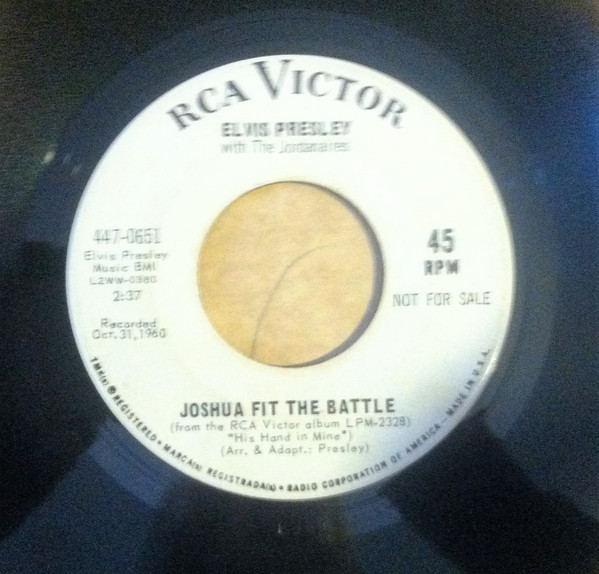 RCA VICTOR
ELVIS PRESLEY
with The Jordanaires
447-0651
Elvis Presley
Music BMI
L2WW-0380
2:37
Recorded
Oct. 31, 1960
45
RPM
NOT FOR SALE
JOSHUA FIT THE BATTLE
(from the RCA Victor album LPM-2328)
"His Hand in Mine")
(Arr. & Adapt.: Presley)
TMK(s) ® REGISTERED • MARCA(s) REGISTRADA(s) • RADIO CORPORATION OF AMERICA – MADE IN U.S.A.